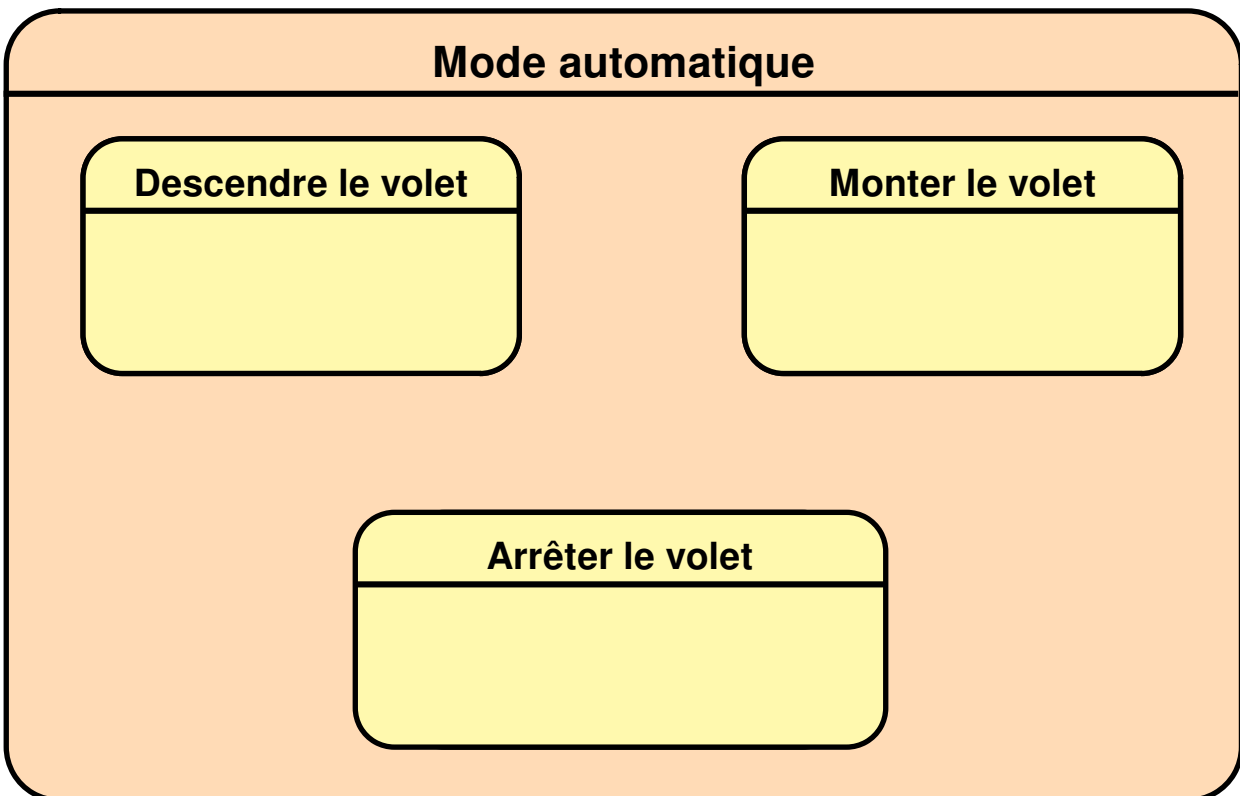 Mode automatique
Descendre le volet
Monter le volet
Arrêter le volet